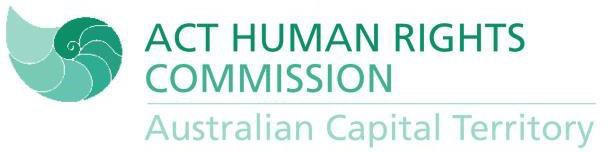 ACT HUMAN RIGHTS
COMMISSION
Australian Capital Territory